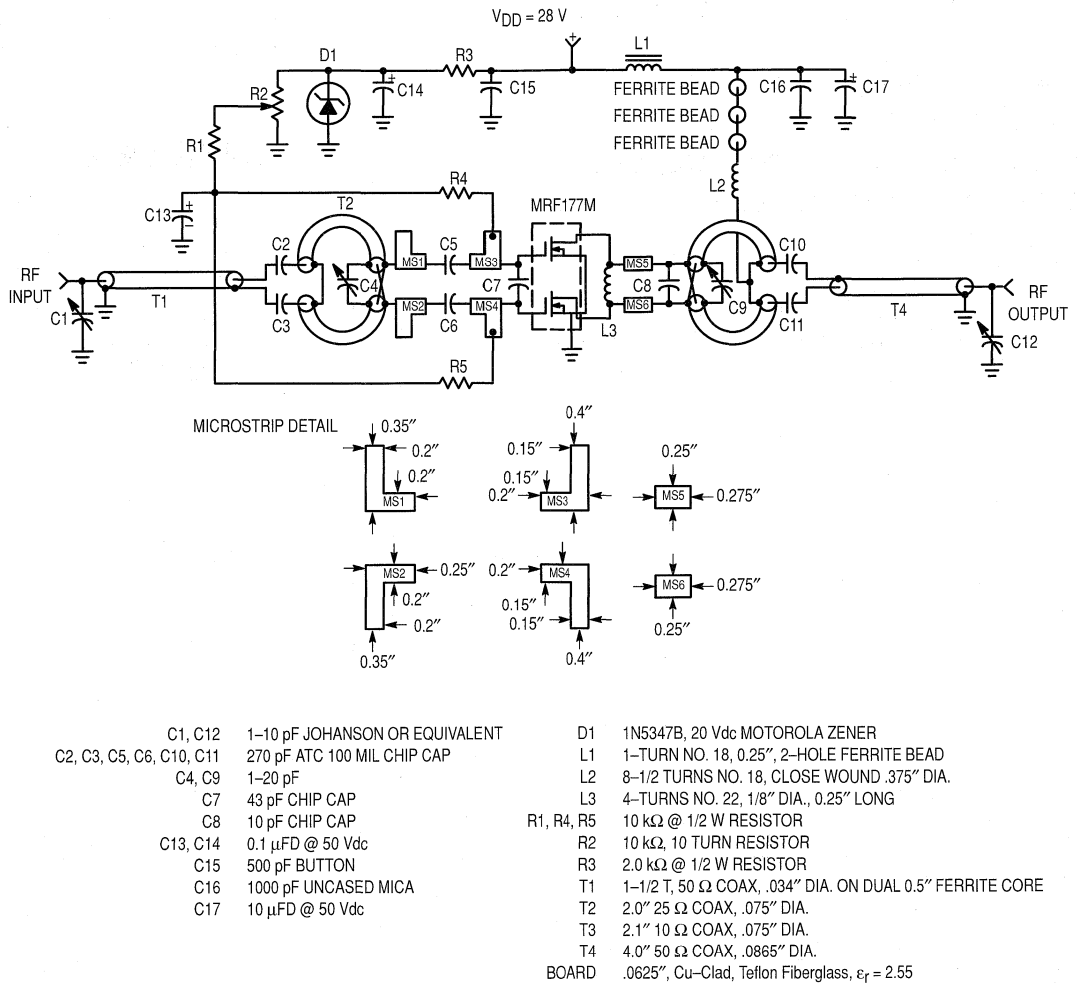 V_DD = 28 V
+
D1
R3
L1
R2
+
C14
C15
FERRITE BEAD
FERRITE BEAD
FERRITE BEAD
C16
+
C17
R1
R4
L2
T2
MRF177M
C13
+
–
C2
MS1
C5
MS3
MS5
C10
RF
INPUT
C4
C7
C8
C9
RF
OUTPUT
T1
T4
C1
C3
MS2
C6
MS4
L3
MS6
C11
C12
R5
MICROSTRIP DETAIL
0.35″
0.2″
0.2″
MS1
0.4″
0.15″
0.15″
0.2″
MS3
0.25″
MS5
0.275″
MS2
0.25″
0.2″
0.2″
0.35″
0.2″
MS4
0.15″
0.15″
0.4″
MS6
0.275″
0.25″
C1, C12 1–10 pF JOHANSON OR EQUIVALENT
C2, C3, C5, C6, C10, C11 270 pF ATC 100 MIL CHIP CAP
C4, C9 1–20 pF
C7 43 pF CHIP CAP
C8 10 pF CHIP CAP
C13, C14 0.1 µFD @ 50 Vdc
C15 500 pF BUTTON
C16 1000 pF UNCASED MICA
C17 10 µFD @ 50 Vdc
D1 1N5347B, 20 Vdc MOTOROLA ZENER
L1 1–TURN NO. 18, 0.25″, 2–HOLE FERRITE BEAD
L2 8–1/2 TURNS NO. 18, CLOSE WOUND .375″ DIA.
L3 4–TURNS NO. 22, 1/8″ DIA., 0.25″ LONG
R1, R4, R5 10 kΩ @ 1/2 W RESISTOR
R2 10 kΩ, 10 TURN RESISTOR
R3 2.0 kΩ @ 1/2 W RESISTOR
T1 1–1/2 T, 50 Ω COAX, .034″ DIA. ON DUAL 0.5″ FERRITE CORE
T2 2.0″ 25 Ω COAX, .075″ DIA.
T3 2.1″ 10 Ω COAX, .075″ DIA.
T4 4.0″ 50 Ω COAX, .0865″ DIA.
BOARD .0625″, Cu–Clad, Teflon Fiberglass, ε_r = 2.55